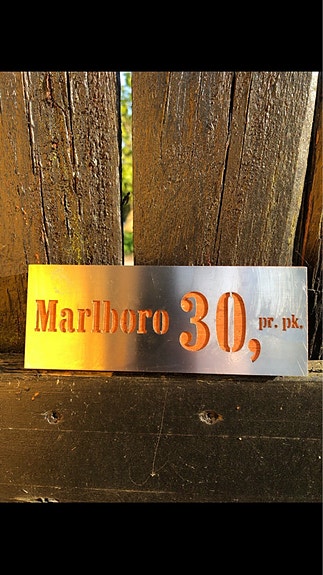 Marlboro 30, pr. pk.